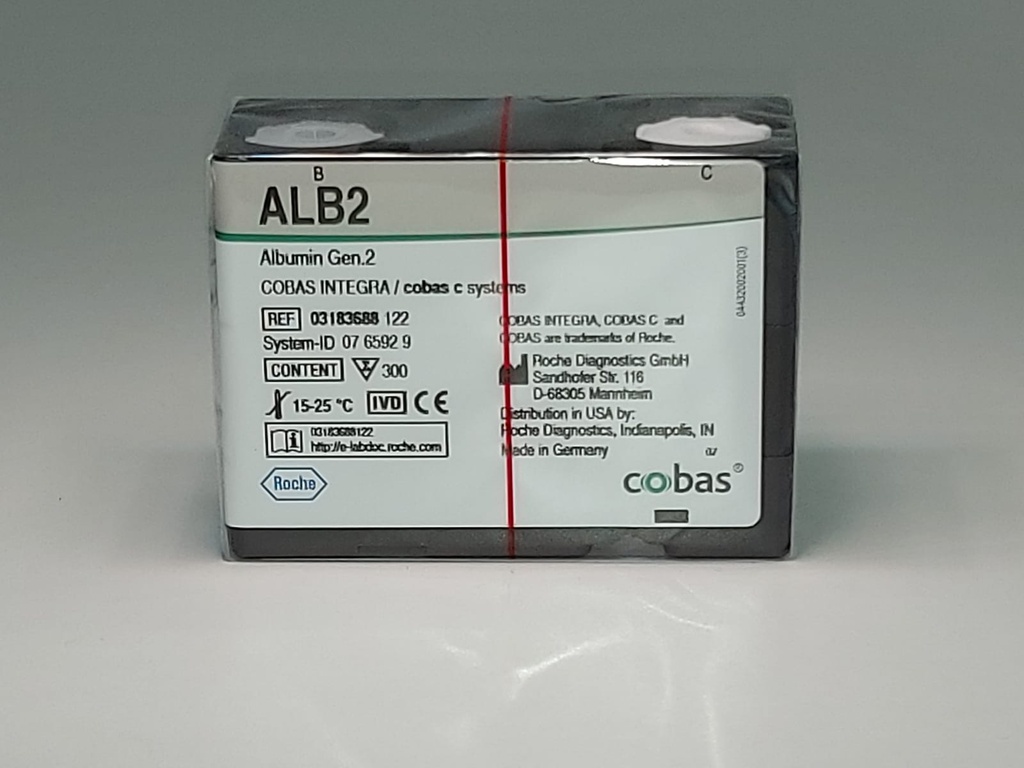 B
C
ALB2
Albumin Gen.2
COBAS INTEGRA / cobas c systems
REF 03183688 122
System-ID 07 6592 9
CONTENT 300
15-25 °C IVD CE
03183688122
http://e-labdoc.roche.com
Roche
COBAS INTEGRA, COBAS C and
COBAS are trademarks of Roche.
Roche Diagnostics GmbH
Sandhofer Str. 116
D-68305 Mannheim
Distribution in USA by:
Roche Diagnostics, Indianapolis, IN
Made in Germany
cobas®
04432002001(3)